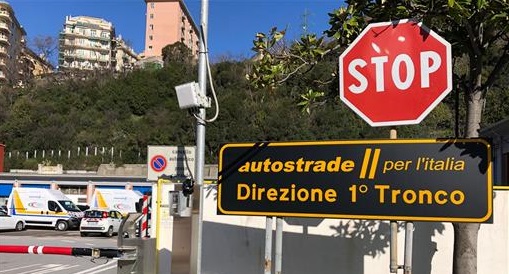 STOP
autostrade // per l'italia
Direzione 1° Tronco